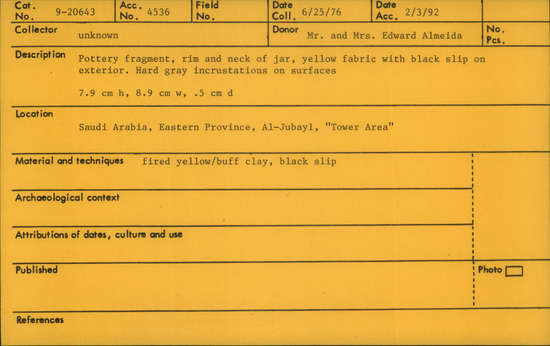 Cat. No. 9-20643 Acc. No. 4536 Field No. Date Coll. 6/25/76 Date Acc. 2/3/92
Collector unknown Donor Mr. and Mrs. Edward Almeida No. Pcs.
Description Pottery fragment, rim and neck of jar, yellow fabric with black slip on
exterior. Hard gray incrustations on surfaces
7.9 cm h, 8.9 cm w, .5 cm d
Location
Saudi Arabia, Eastern Province, Al-Jubayl, "Tower Area"
Material and techniques fired yellow/buff clay, black slip
Archaeological context
Attributions of dates, culture and use
Published Photo
References